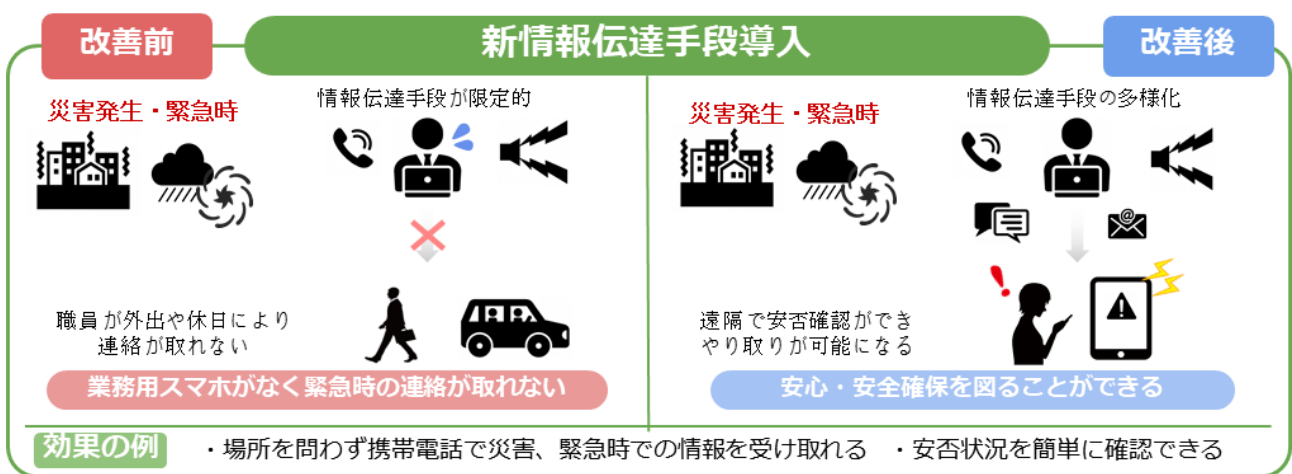 改善前
新情報伝達手段導入
改善後
災害発生・緊急時
情報伝達手段が限定的
職員が外出や休日により
連絡が取れない
業務用スマホがなく緊急時の連絡が取れない
災害発生・緊急時
情報伝達手段の多様化
@
遠隔で安否確認ができ
やり取りが可能になる
安心・安全確保を図ることができる
効果の例
・場所を問わず携帯電話で災害、緊急時での情報を受け取れる ・安否状況を簡単に確認できる